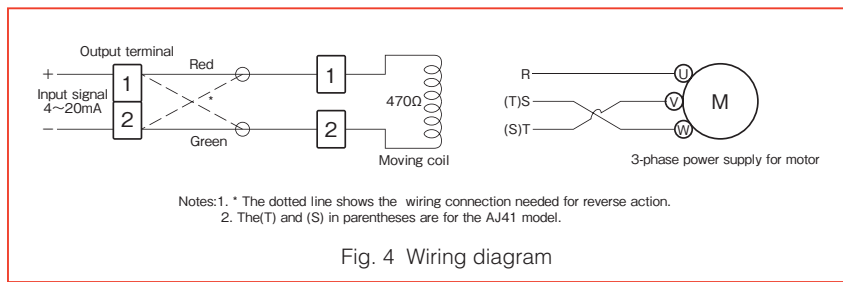 Output terminal
Red
+
1
1
R
U
Input signal
4～20mA
*
470Ω
(T)S
V
M
2
2
(S)T
W
−
Green
Moving coil
3-phase power supply for motor
Notes:1. * The dotted line shows the wiring connection needed for reverse action.
2. The(T) and (S) in parentheses are for the AJ41 model.
Fig. 4 Wiring diagram